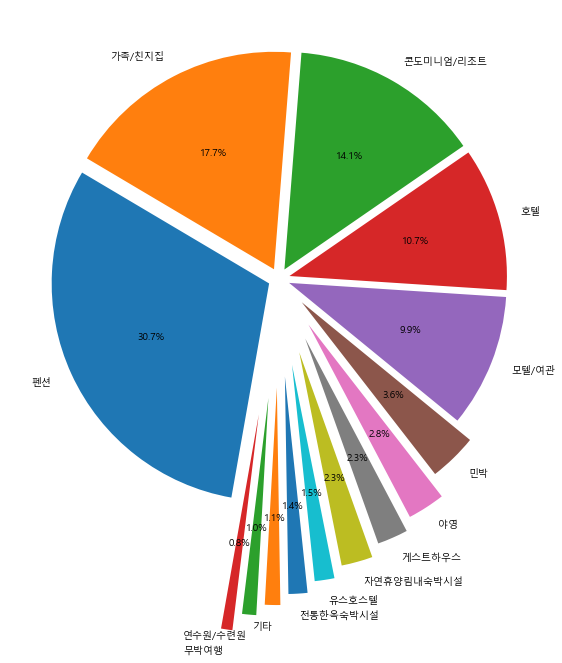 가족/친지집
콘도미니엄/리조트
17.7%
14.1%
호텔
10.7%
30.7%
9.9%
모텔/여관
펜션
3.6%
2.8%
2.3%
민박
2.3%
1.5%
1.4%
1.1%
야영
1.0%
0.8%
게스트하우스
자연휴양림내숙박시설
유스호스텔
전통한옥숙박시설
기타
연수원/수련원
무박여행